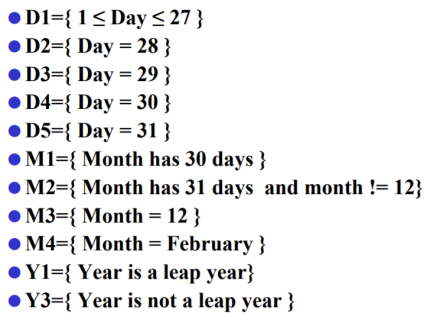 ● D1={ 1 ≤ Day ≤ 27 }
● D2={ Day = 28 }
● D3={ Day = 29 }
● D4={ Day = 30 }
● D5={ Day = 31 }
● M1={ Month has 30 days }
● M2={ Month has 31 days and month != 12}
● M3={ Month = 12 }
● M4={ Month = February }
● Y1={ Year is a leap year}
● Y3={ Year is not a leap year }